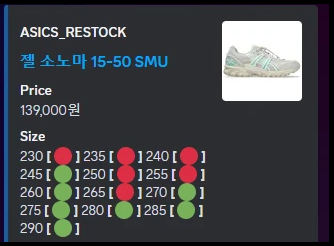 ASICS_RESTOCK
젤 소노마 15-50 SMU
Price
139,000원
Size
230 [🔴] 235 [🔴] 240 [🔴]
245 [🟢] 250 [🔴] 255 [🔴]
260 [🟢] 265 [🔴] 270 [🟢]
275 [🟢] 280 [🟢] 285 [🟢]
290 [🟢]